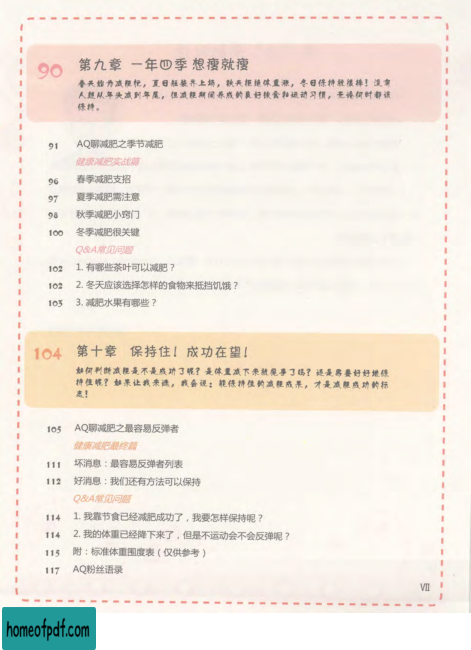 90 第九章 一年四季 想瘦就瘦
春天给力减肥忙，夏日短装齐上场，秋天摆摆体重涨，冬日保持就很棒！没有
人能从年头减到年尾，但减肥期间养成的良好饮食和运动习惯，无论何时都该
保持。
91 AQ聊减肥之季节减肥
健康减肥实战篇
96 春季减肥支招
97 夏季减肥需注意
98 秋季减肥小窍门
100 冬季减肥很关键
Q&A常见问题
102 1. 有哪些茶叶可以减肥？
102 2. 冬天应该选择怎样的食物来抵挡饥饿？
103 3. 减肥水果有哪些？
104 第十章 保持住！成功在望！
如何判断减肥是不是成功了呢？是体重减下来就完事了吗？还是需要好好地保
持住呢？如果让我来说，我会说：能保持住的减肥成果，才是减肥成功的标
志！
105 AQ聊减肥之最容易反弹者
健康减肥最终篇
111 坏消息：最容易反弹者列表
112 好消息：我们还有方法可以保持
Q&A常见问题
114 1. 我靠节食已经减肥成功了，我要怎样保持呢？
114 2. 我的体重已经降下来了，但是不运动会不会反弹呢？
115 附：标准体重围度表（仅供参考）
117 AQ粉丝语录
VII
homeofpdf.com